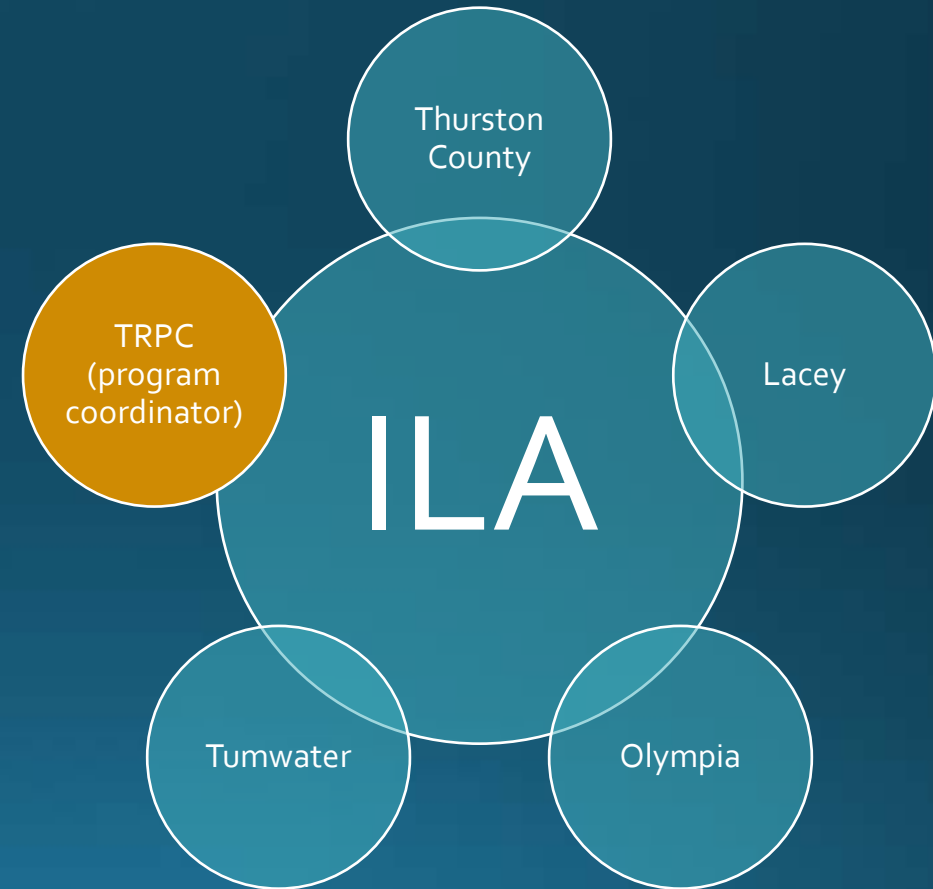 Thurston
County
TRPC
(program
coordinator)
Lacey
ILA
Tumwater
Olympia